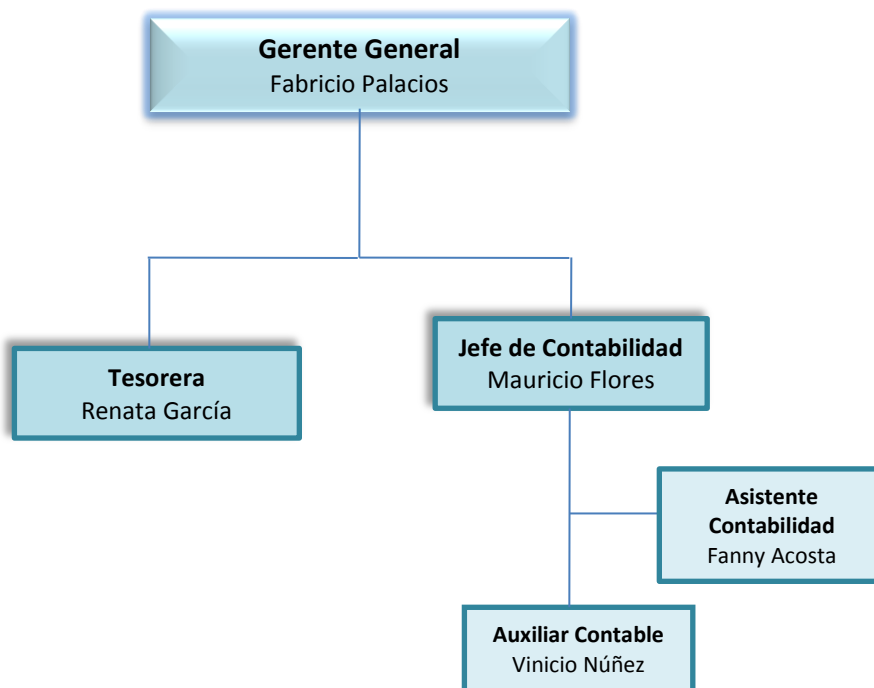 Gerente General
Fabricio Palacios
Tesorera
Renata García
Jefe de Contabilidad
Mauricio Flores
Asistente
Contabilidad
Fanny Acosta
Auxiliar Contable
Vinicio Núñez